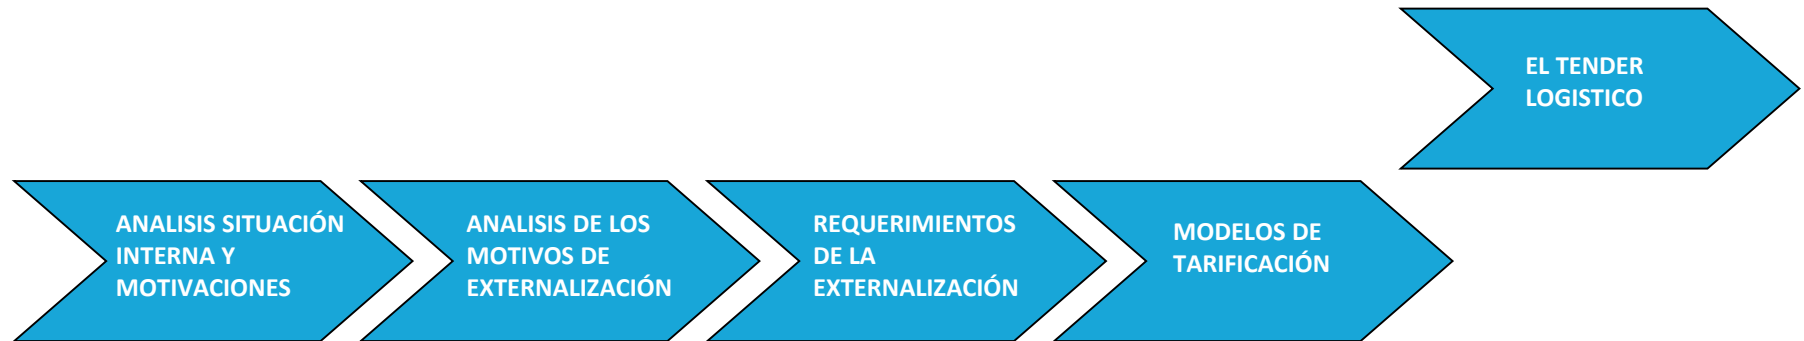 EL TENDER
LOGISTICO
ANALISIS SITUACIÓN
INTERNA Y
MOTIVACIONES
ANALISIS DE LOS
MOTIVOS DE
EXTERNALIZACIÓN
REQUERIMIENTOS
DE LA
EXTERNALIZACIÓN
MODELOS DE
TARIFICACIÓN